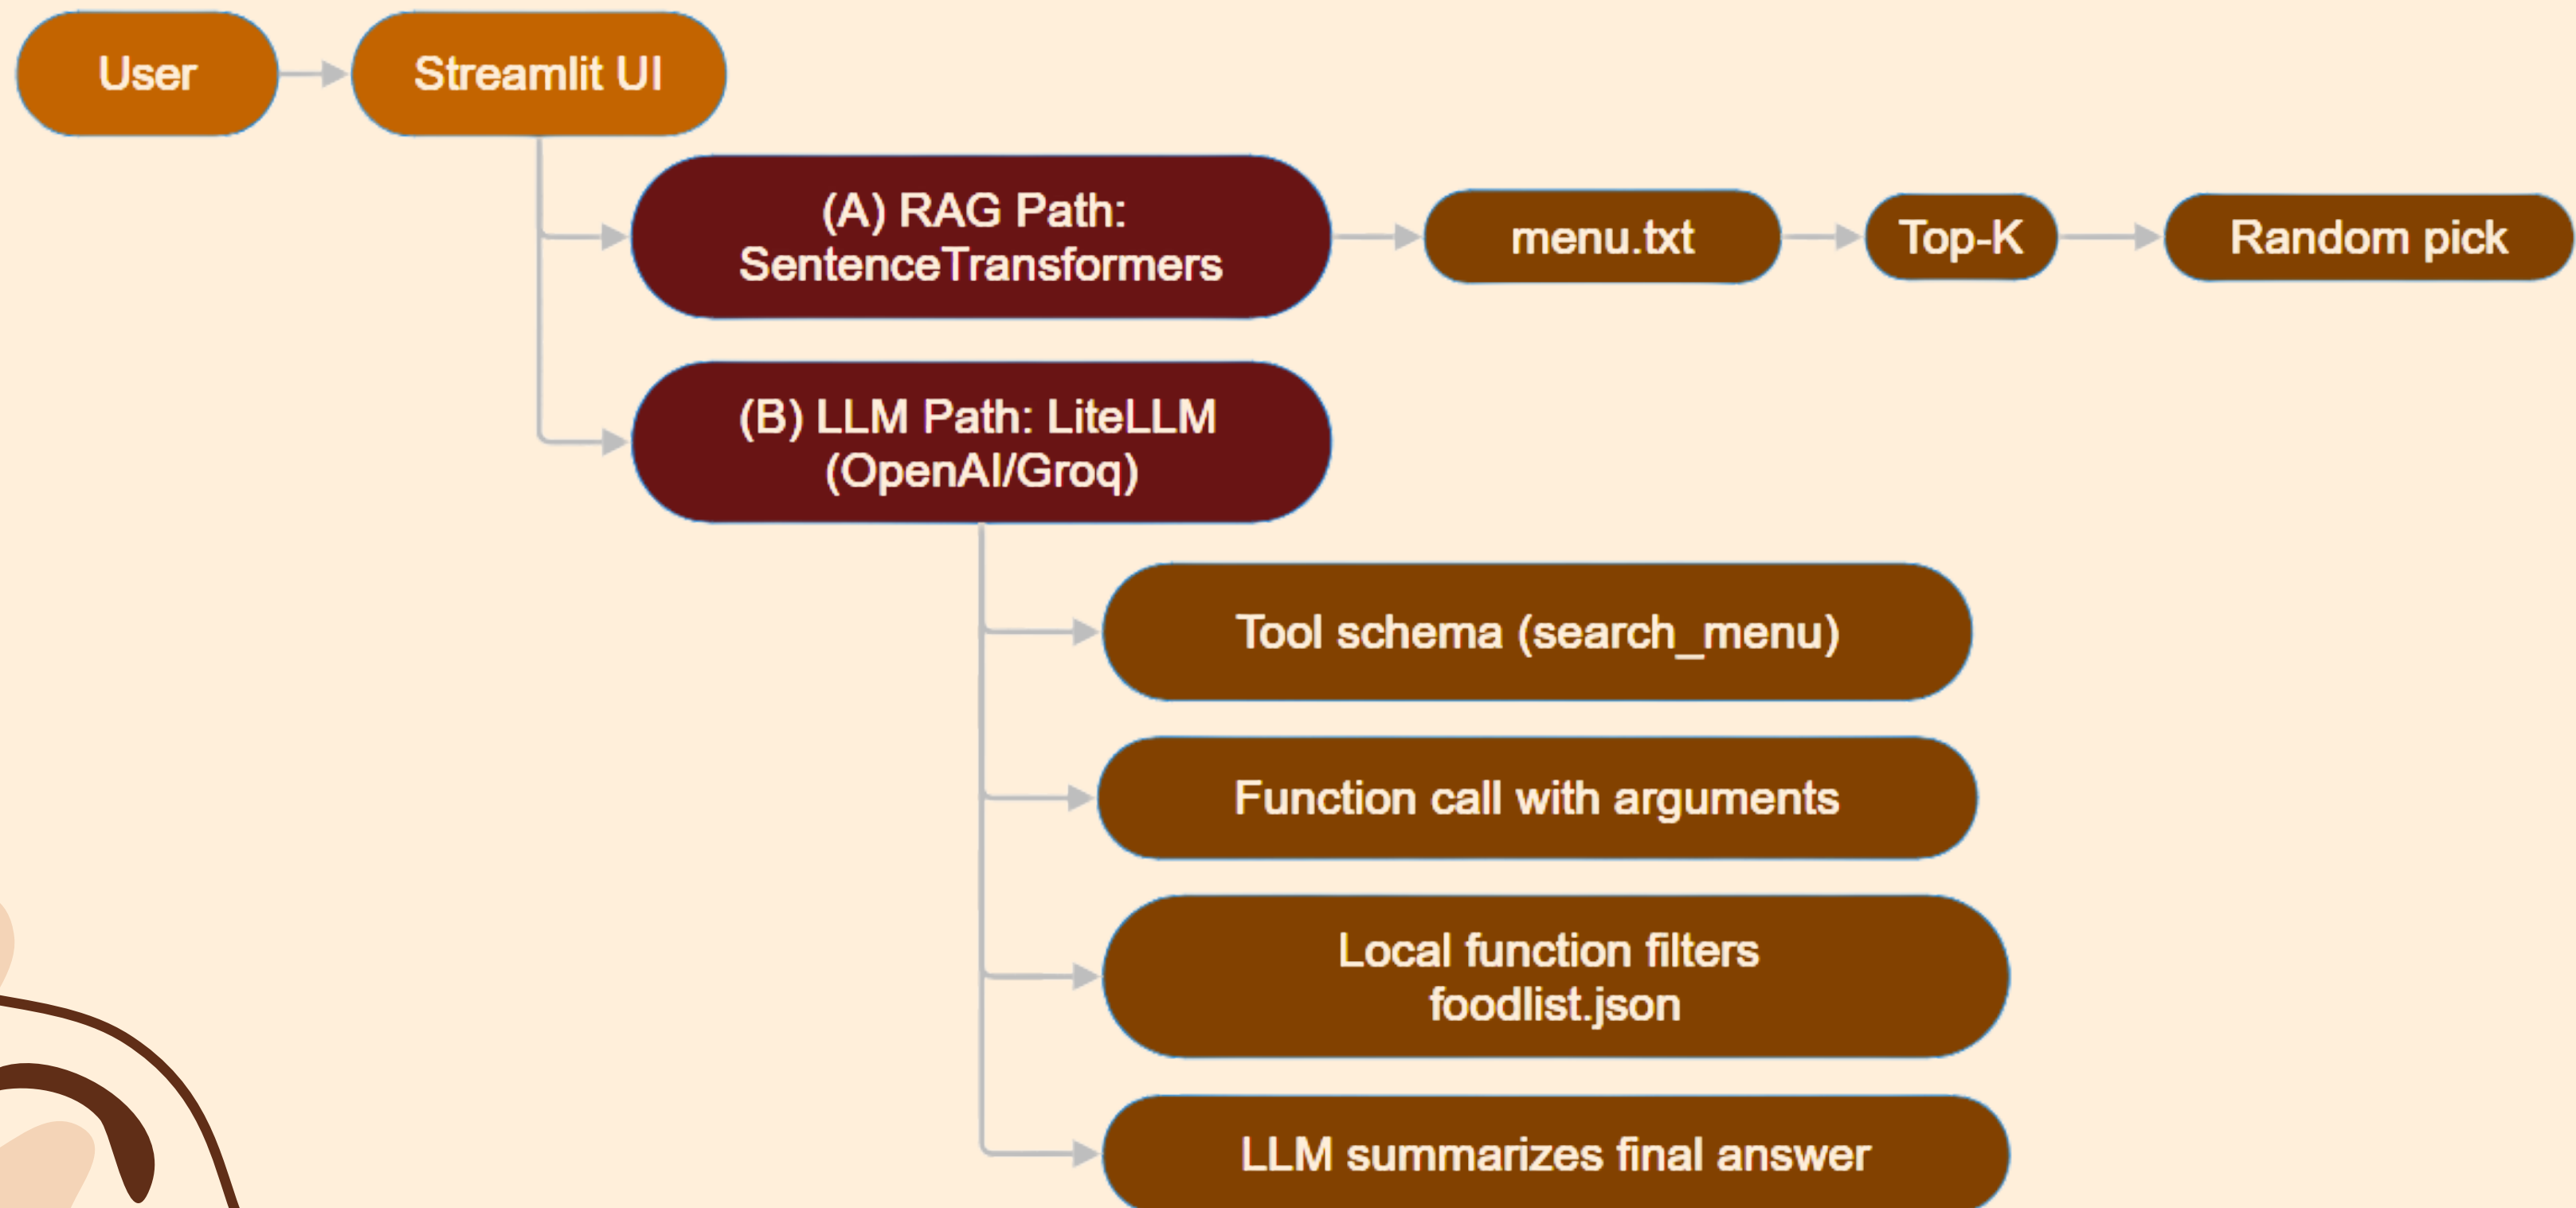 User
Streamlit UI
(A) RAG Path:
SentenceTransformers
menu.txt
Top-K
Random pick
(B) LLM Path: LiteLLM
(OpenAI/Groq)
Tool schema (search_menu)
Function call with arguments
Local function filters
foodlist.json
LLM summarizes final answer